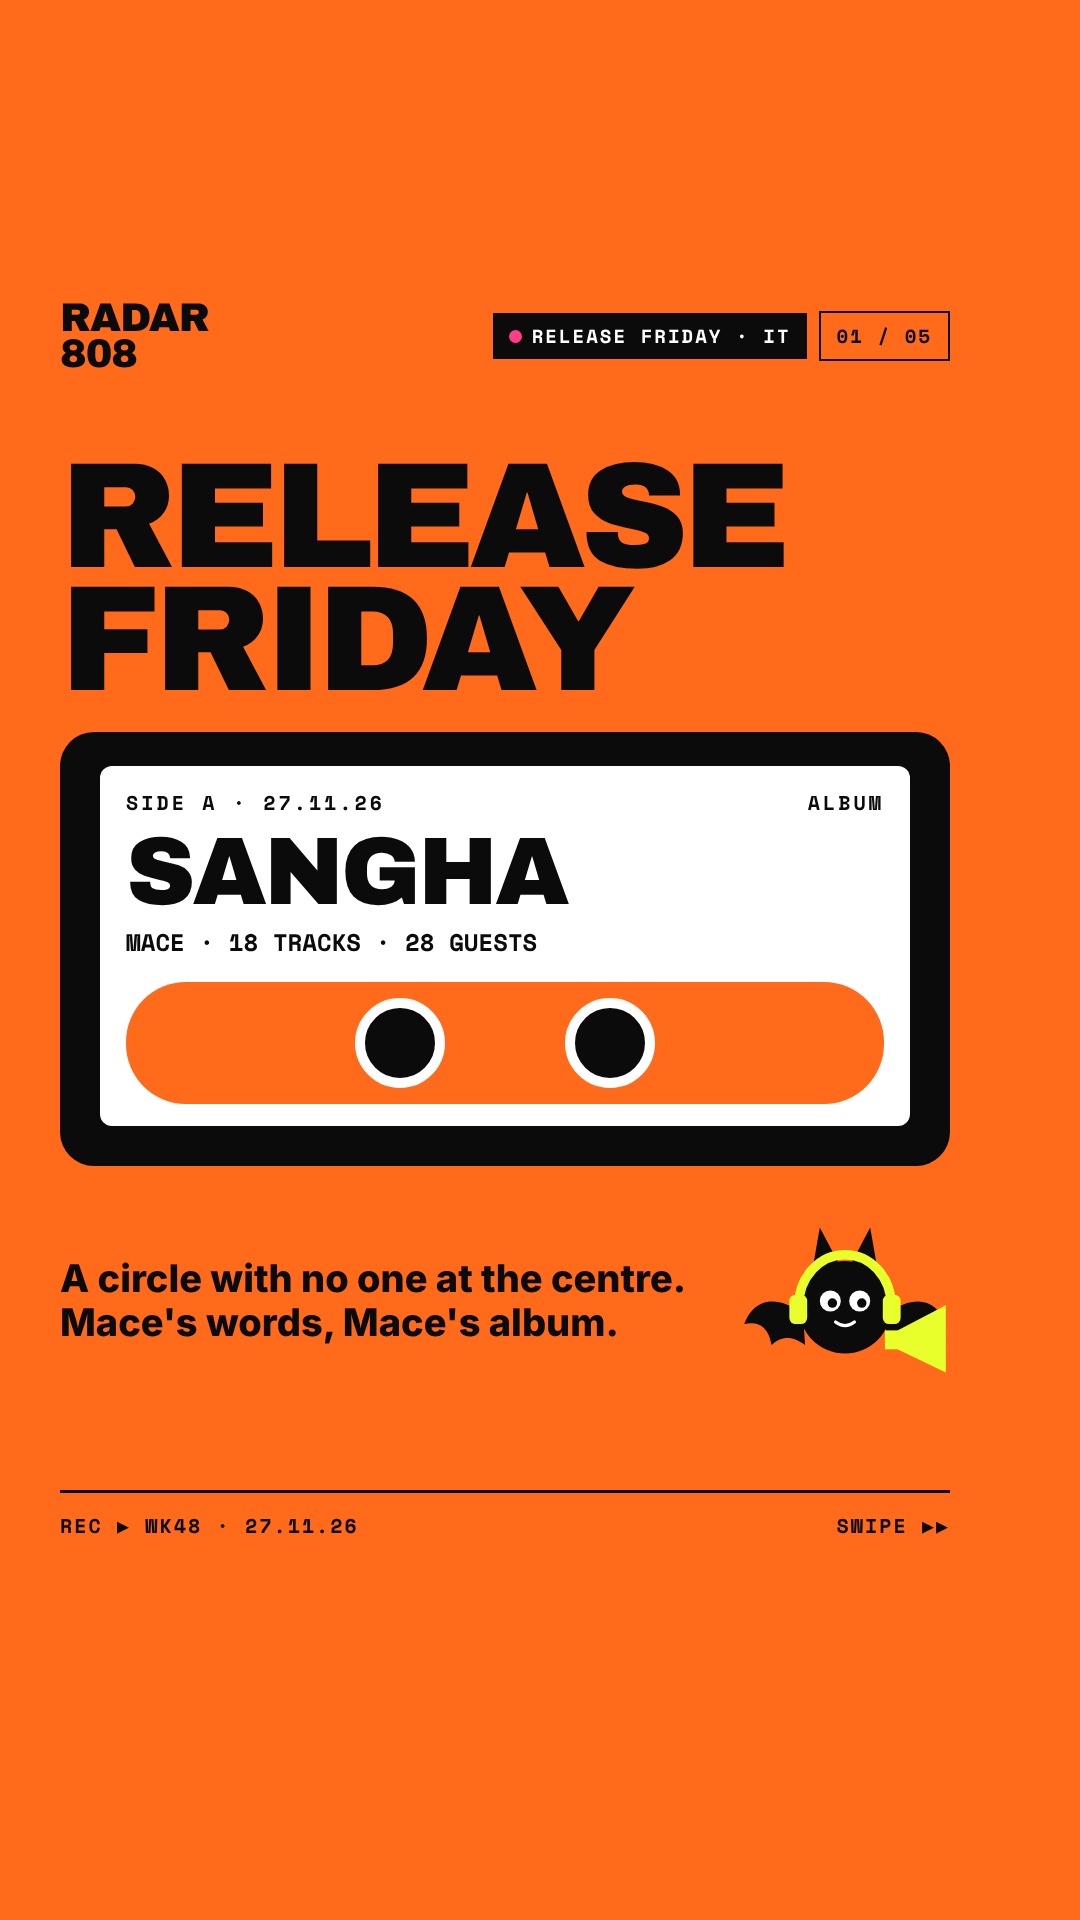 RADAR
808
RELEASE FRIDAY · IT
01 / 05
RELEASE
FRIDAY
SIDE A · 27.11.26
ALBUM
SANGHA
MACE · 18 TRACKS · 28 GUESTS
A circle with no one at the centre.
Mace's words, Mace's album.
REC ▶ WK48 · 27.11.26
SWIPE ▶▶